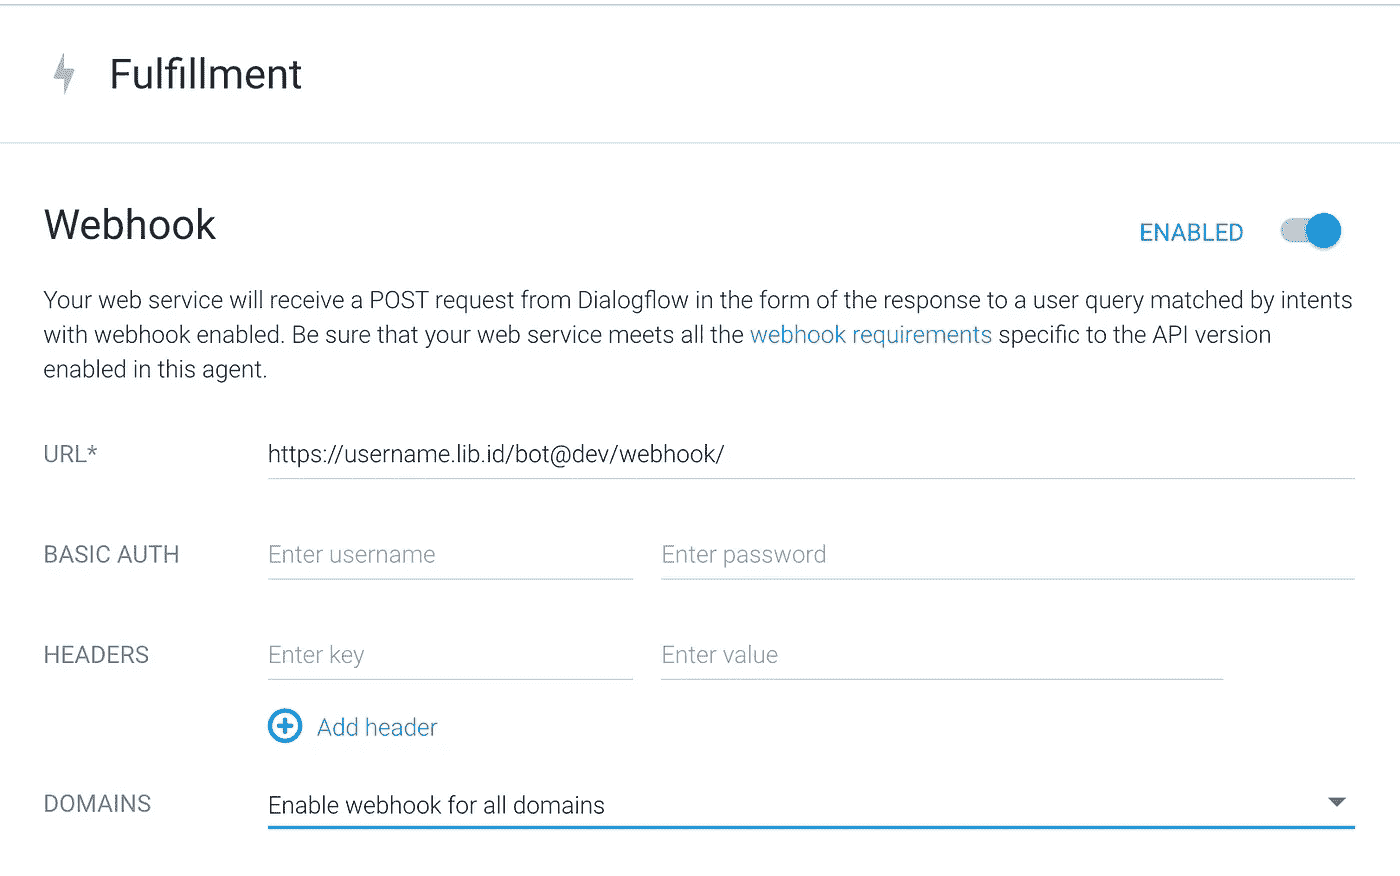 Fulfillment
Webhook
ENABLED
Your web service will receive a POST request from Dialogflow in the form of the response to a user query matched by intents
with webhook enabled. Be sure that your web service meets all the webhook requirements specific to the API version
enabled in this agent.
URL* https://username.lib.id/bot@dev/webhook/
BASIC AUTH Enter username Enter password
HEADERS Enter key Enter value
Add header
DOMAINS Enable webhook for all domains